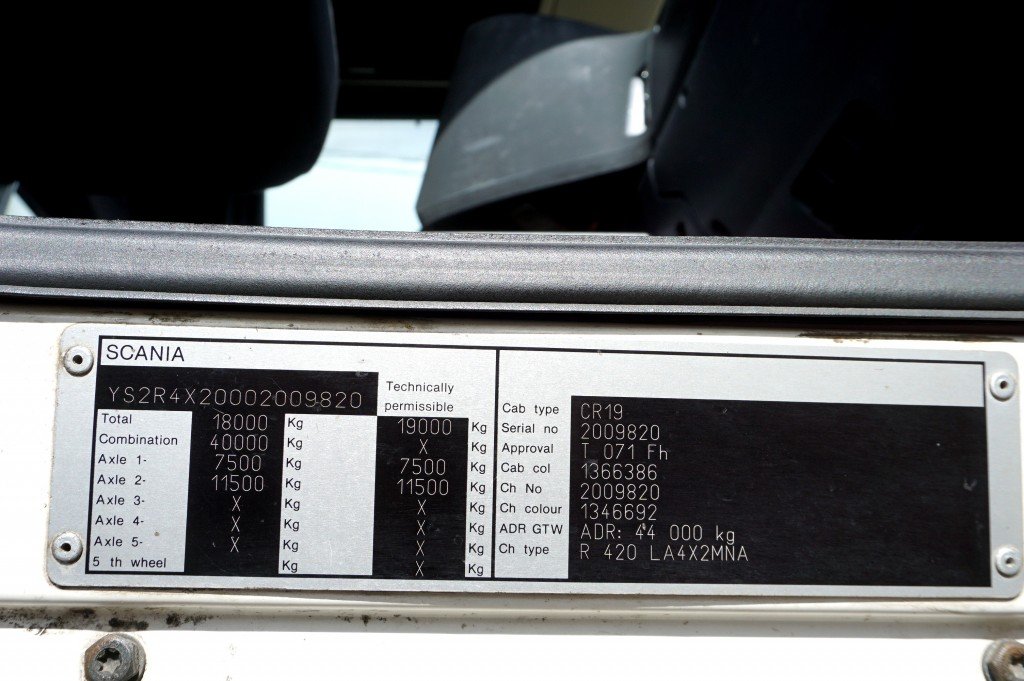 SCANIA
YS2R4X20002009820
Technically
permissible
Total 18000 Kg 19000 Kg
Combination 40000 Kg X Kg
Axle 1- 7500 Kg 7500 Kg
Axle 2- 11500 Kg 11500 Kg
Axle 3- X Kg X Kg
Axle 4- X Kg X Kg
Axle 5- X Kg X Kg
5 th wheel Kg X Kg
Cab type CR19
Serial no 2009820
Approval T 071 Fh
Cab col 1366386
Ch No 2009820
Ch colour 1346692
ADR GTW ADR: 44 000 kg
Ch type R 420 LA4X2MNA